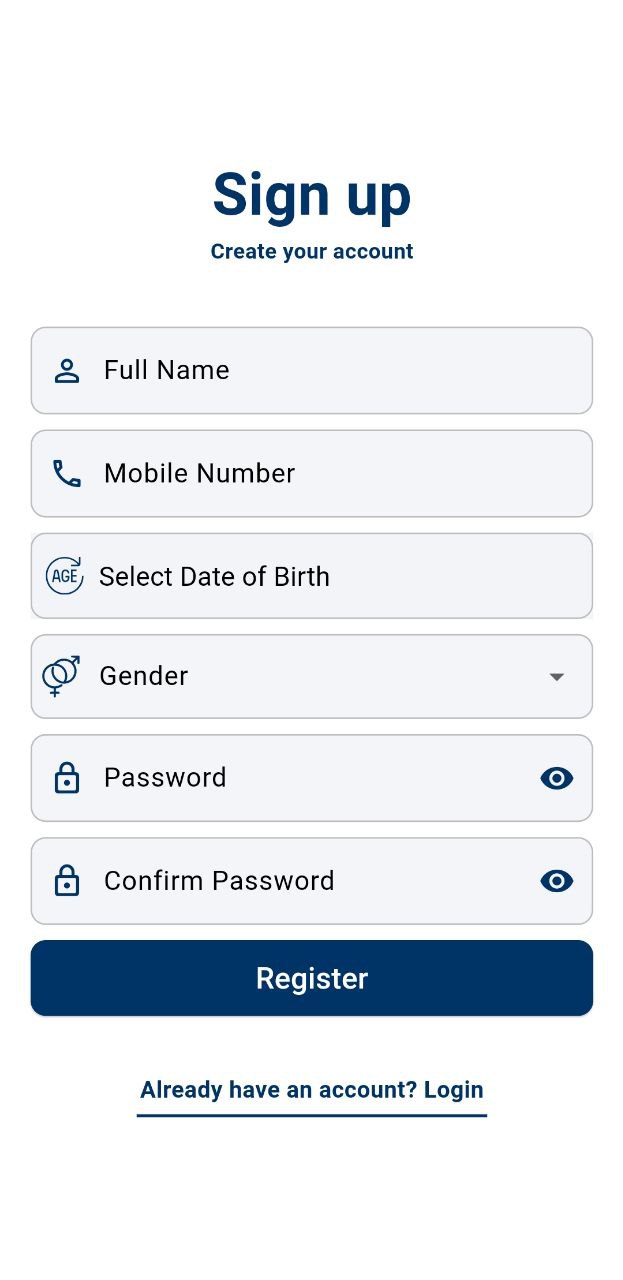 Sign up
Create your account
Full Name
Mobile Number
AGE Select Date of Birth
Gender
Password
Confirm Password
Register
Already have an account? Login